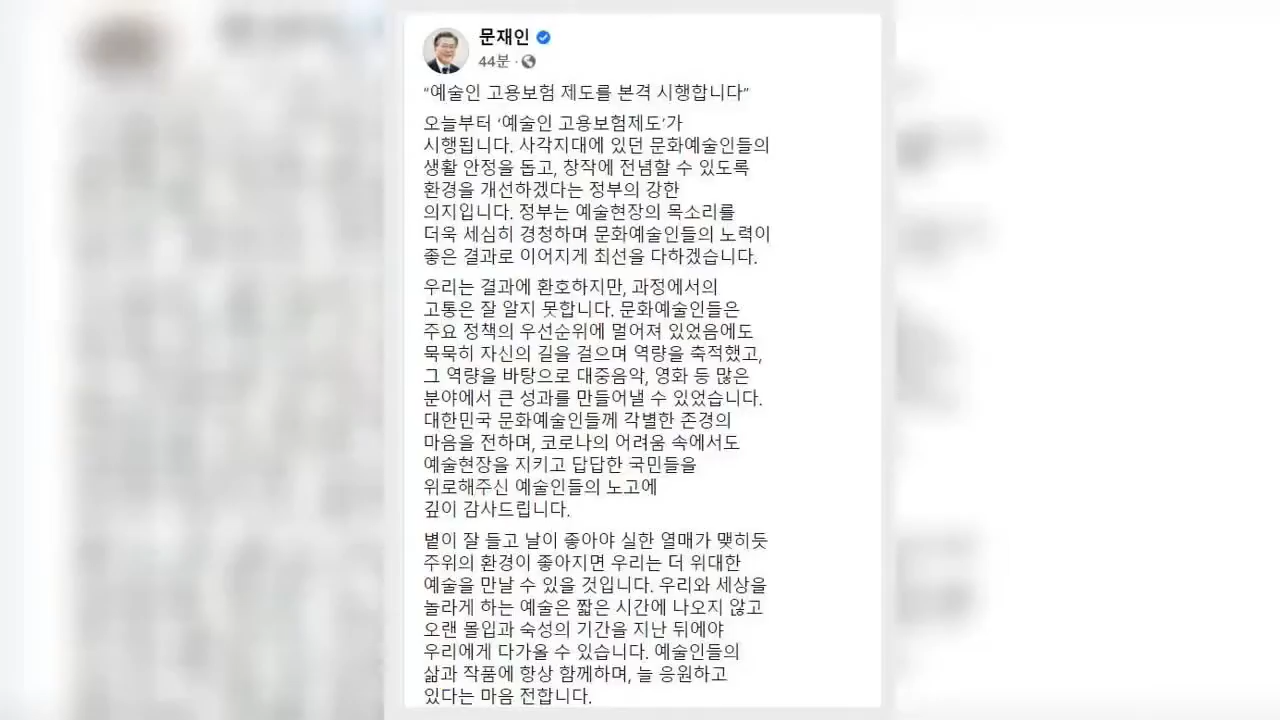 문재인
44분 ·
“예술인 고용보험 제도를 본격 시행합니다”
오늘부터 ‘예술인 고용보험제도’가
시행됩니다. 사각지대에 있던 문화예술인들의
생활 안정을 돕고, 창작에 전념할 수 있도록
환경을 개선하겠다는 정부의 강한
의지입니다. 정부는 예술현장의 목소리를
더욱 세심히 경청하며 문화예술인들의 노력이
좋은 결과로 이어지게 최선을 다하겠습니다.
우리는 결과에 환호하지만, 과정에서의
고통은 잘 알지 못합니다. 문화예술인들은
주요 정책의 우선순위에 멀어져 있었음에도
묵묵히 자신의 길을 걸으며 역량을 축적했고,
그 역량을 바탕으로 대중음악, 영화 등 많은
분야에서 큰 성과를 만들어낼 수 있었습니다.
대한민국 문화예술인들께 각별한 존경의
마음을 전하며, 코로나의 어려움 속에서도
예술현장을 지키고 답답한 국민들을
위로해주신 예술인들의 노고에
깊이 감사드립니다.
볕이 잘 들고 날이 좋아야 실한 열매가 맺히듯
주위의 환경이 좋아지면 우리는 더 위대한
예술을 만날 수 있을 것입니다. 우리와 세상을
놀라게 하는 예술은 짧은 시간에 나오지 않고
오랜 몰입과 숙성의 기간을 지난 뒤에야
우리에게 다가올 수 있습니다. 예술인들의
삶과 작품에 항상 함께하며, 늘 응원하고
있다는 마음 전합니다.